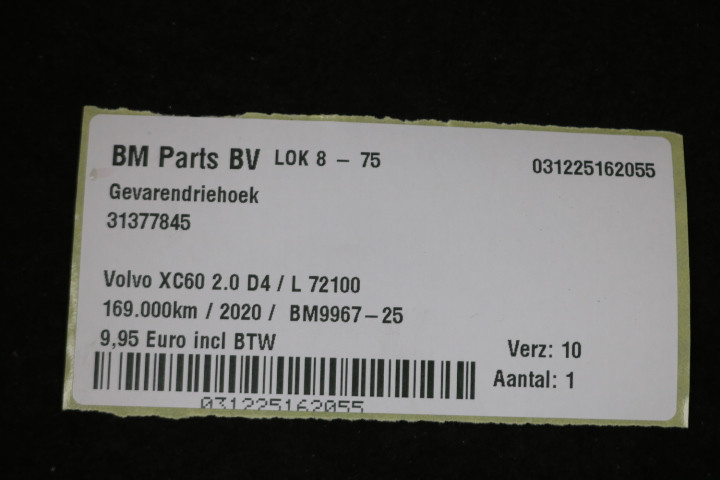 BM Parts BV LOK 8 - 75
031225162055
Gevarendriehoek
31377845
Volvo XC60 2.0 D4 / L 72100
169.000km / 2020 / BM9967-25
9,95 Euro incl BTW
Verz: 10
Aantal: 1
031225162055